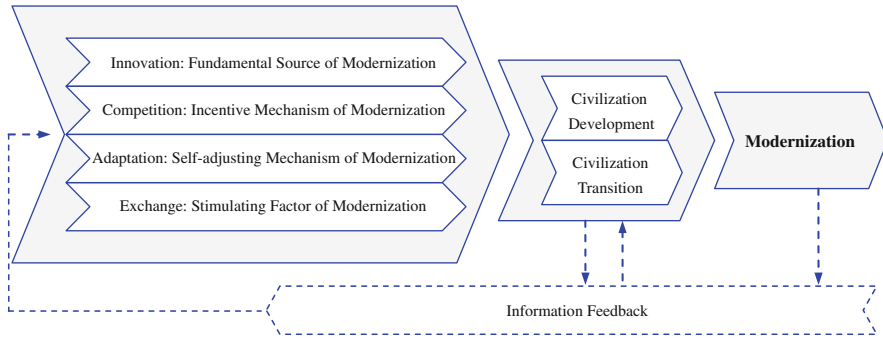 Innovation: Fundamental Source of Modernization
Competition: Incentive Mechanism of Modernization
Adaptation: Self-adjusting Mechanism of Modernization
Exchange: Stimulating Factor of Modernization
Civilization
Development
Civilization
Transition
Modernization
Information Feedback